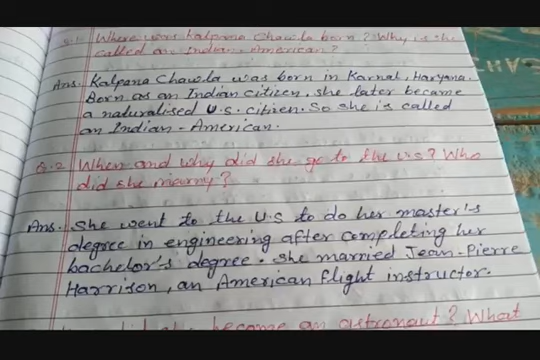 Q.1 Where was Kalpana Chawla born? Why is she
called an Indian-American?
Ans. Kalpana Chawla was born in Karnal, Haryana.
Born as an Indian citizen, she later became
a naturalised U.S. citizen. So she is called
an Indian-American.
Q.2 When and why did she go to the U.S? Who
did she marry?
Ans. She went to the U.S to do her master's
degree in engineering after completing her
bachelor's degree. She married Jean-Pierre
Harrison, an American flight instructor.
become an astronaut? What